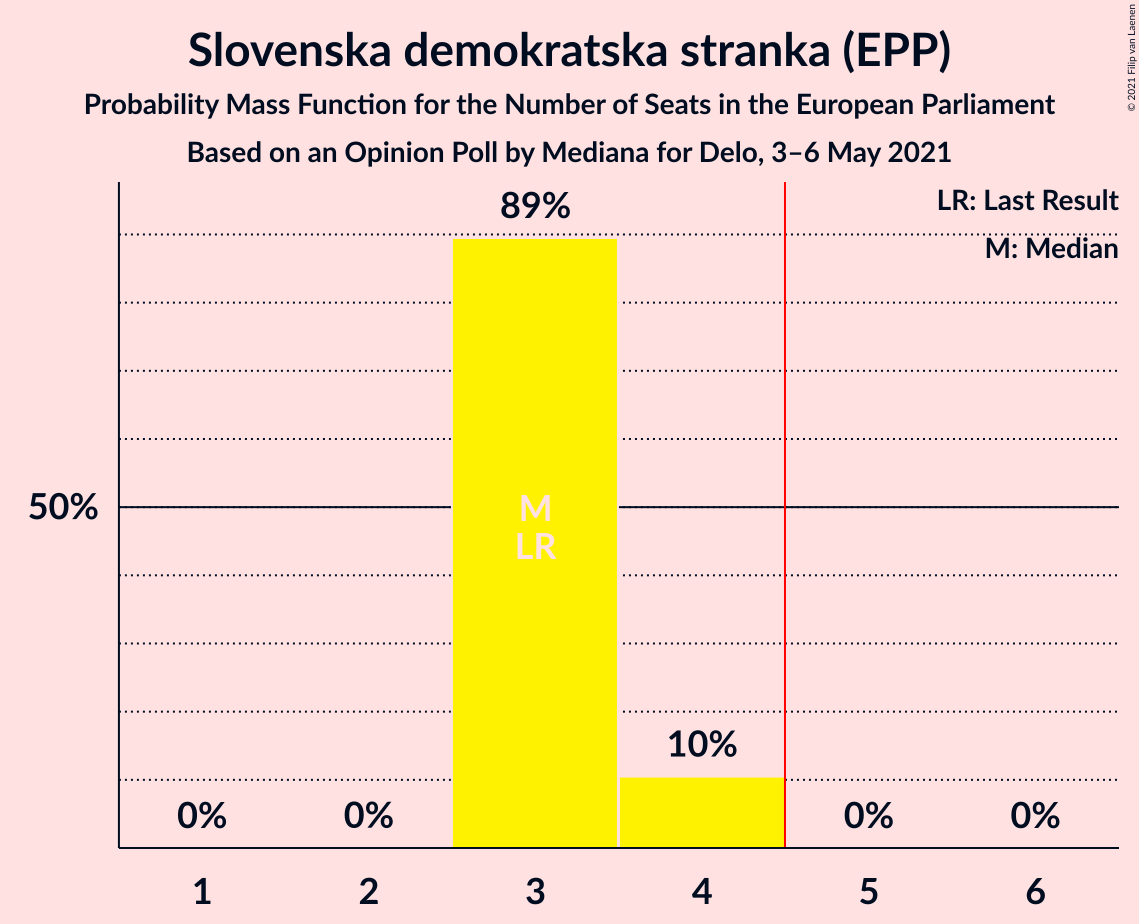 Slovenska demokratska stranka (EPP)
Probability Mass Function for the Number of Seats in the European Parliament
Based on an Opinion Poll by Mediana for Delo, 3–6 May 2021
© 2021 Filip van Laenen
LR: Last Result
M: Median
89%
50%
M
LR
10%
0% 0% 0% 0%
1 2 3 4 5 6